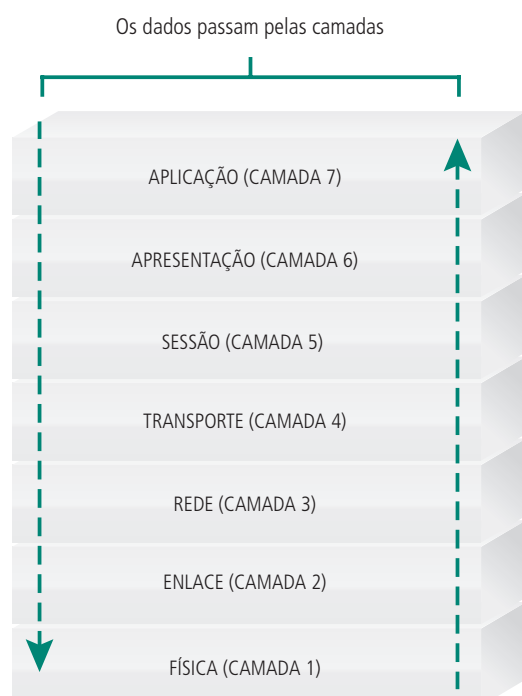 Os dados passam pelas camadas
APLICAÇÃO (CAMADA 7)
APRESENTAÇÃO (CAMADA 6)
SESSÃO (CAMADA 5)
TRANSPORTE (CAMADA 4)
REDE (CAMADA 3)
ENLACE (CAMADA 2)
FÍSICA (CAMADA 1)